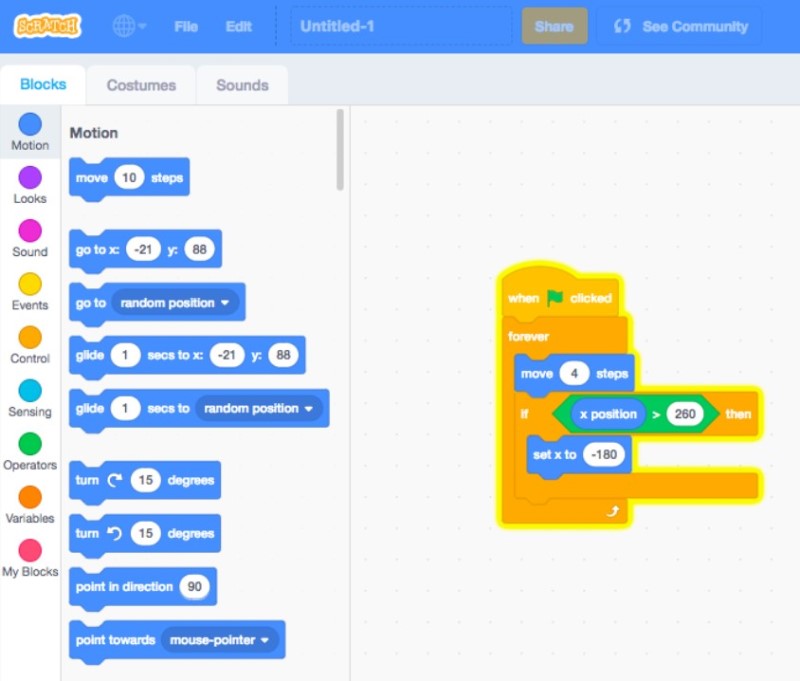 SCRATCH File Edit Untitled-1 Share See Community
Blocks Costumes Sounds
Motion
Looks
Sound
Events
Control
Sensing
Operators
Variables
My Blocks
Motion
move 10 steps
go to x: -21 y: 88
go to random position
glide 1 secs to x: -21 y: 88
glide 1 secs to random position
turn 15 degrees
turn 15 degrees
point in direction 90
point towards mouse-pointer
when clicked
forever
move 4 steps
if x position > 260 then
set x to -180